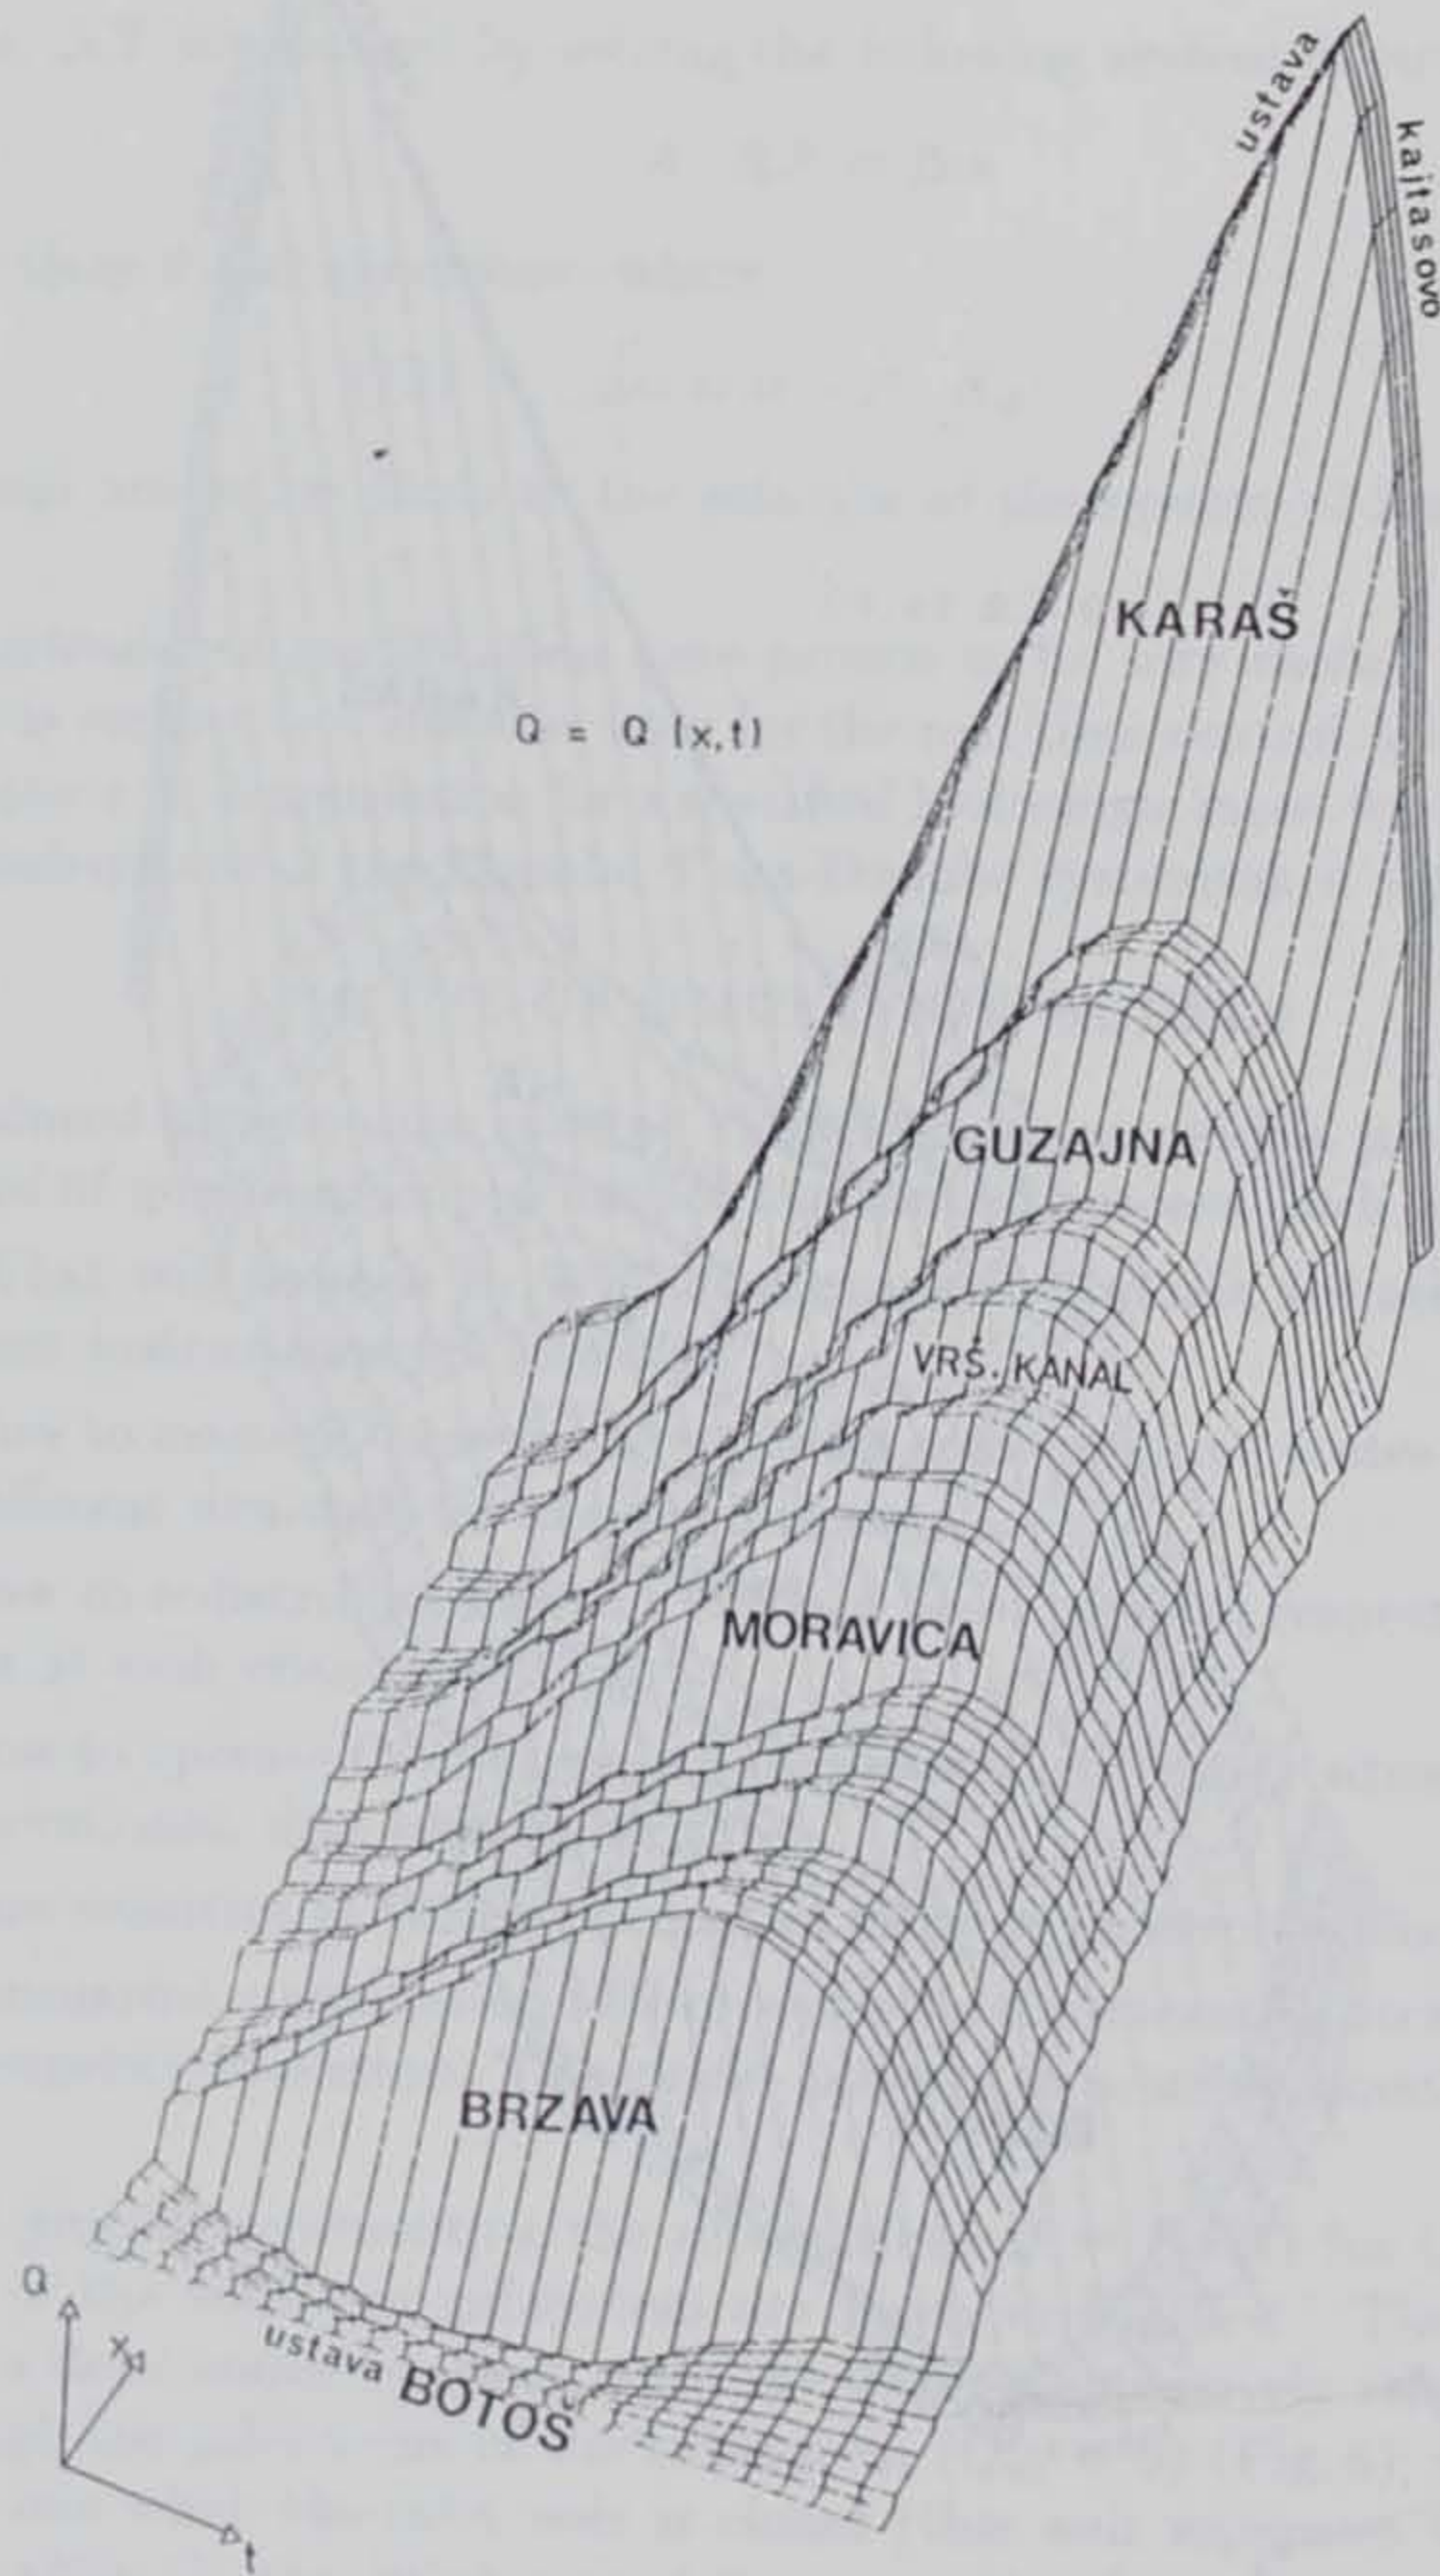 ustava
kajtasovo
KARAŠ
Q = Q (x,t)
GUZAJNA
VRŠ. KANAL
MORAVICA
BRZAVA
Q
x
ustava BOTOŠ
t